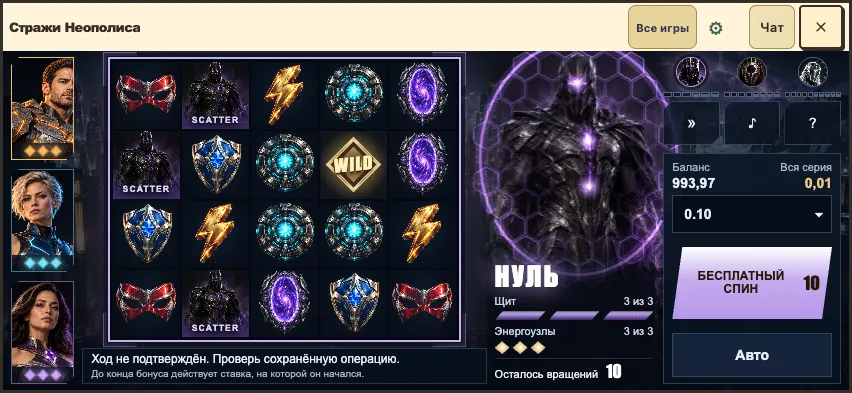 Стражи Неополиса
Все игры
Чат
×
SCATTER
SCATTER
WILD
SCATTER
НУЛЬ
Щит 3 из 3
Энергоузлы 3 из 3
Осталось вращений 10
Ход не подтверждён. Проверь сохранённую операцию.
До конца бонуса действует ставка, на которой он начался.
» ♪ ?
Баланс Вся серия
993,97 0,01
0.10
БЕСПЛАТНЫЙ
СПИН 10
Авто